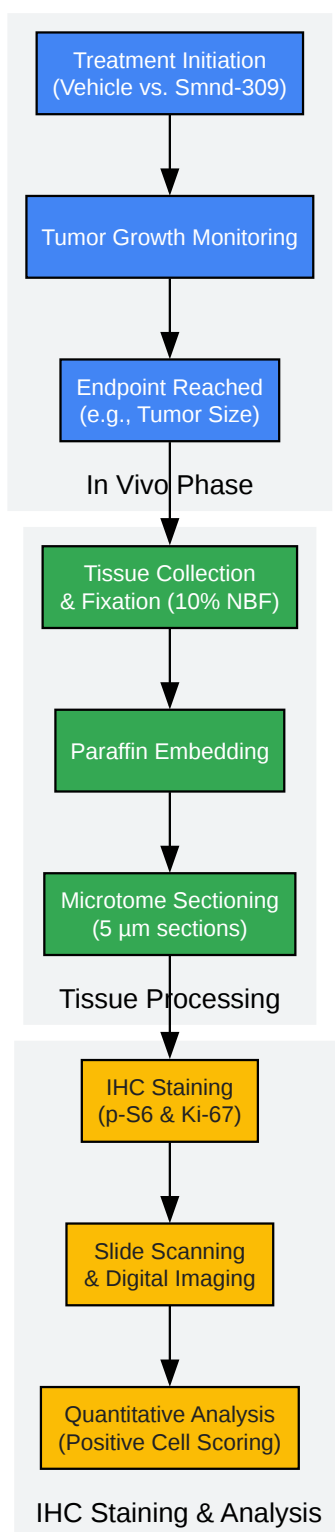 Treatment Initiation
(Vehicle vs. Smnd-309)
Tumor Growth Monitoring
Endpoint Reached
(e.g., Tumor Size)
In Vivo Phase
Tissue Collection
& Fixation (10% NBF)
Paraffin Embedding
Microtome Sectioning
(5 µm sections)
Tissue Processing
IHC Staining
(p-S6 & Ki-67)
Slide Scanning
& Digital Imaging
Quantitative Analysis
(Positive Cell Scoring)
IHC Staining & Analysis